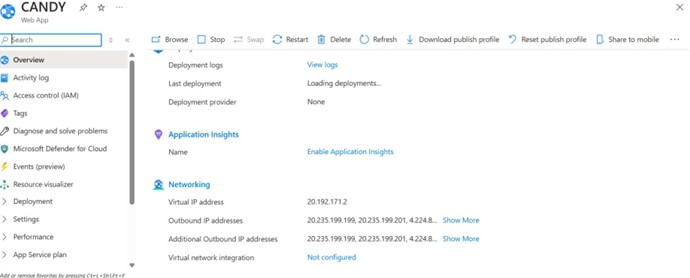 CANDY
Web App
Search
Browse Stop Swap Restart Delete Refresh Download publish profile Reset publish profile Share to mobile
Overview
Activity log
Access control (IAM)
Tags
Diagnose and solve problems
Microsoft Defender for Cloud
Events (preview)
Resource visualizer
Deployment
Settings
Performance
App Service plan
Add or remove favorites by pressing Ctrl+Shift+F
Deployment logs View logs
Last deployment Loading deployments...
Deployment provider None
Application Insights
Name Enable Application Insights
Networking
Virtual IP address 20.192.171.2
Outbound IP addresses 20.235.199.199, 20.235.199.201, 4.224.8... Show More
Additional Outbound IP addresses 20.235.199.199, 20.235.199.201, 4.224.8... Show More
Virtual network integration Not configured